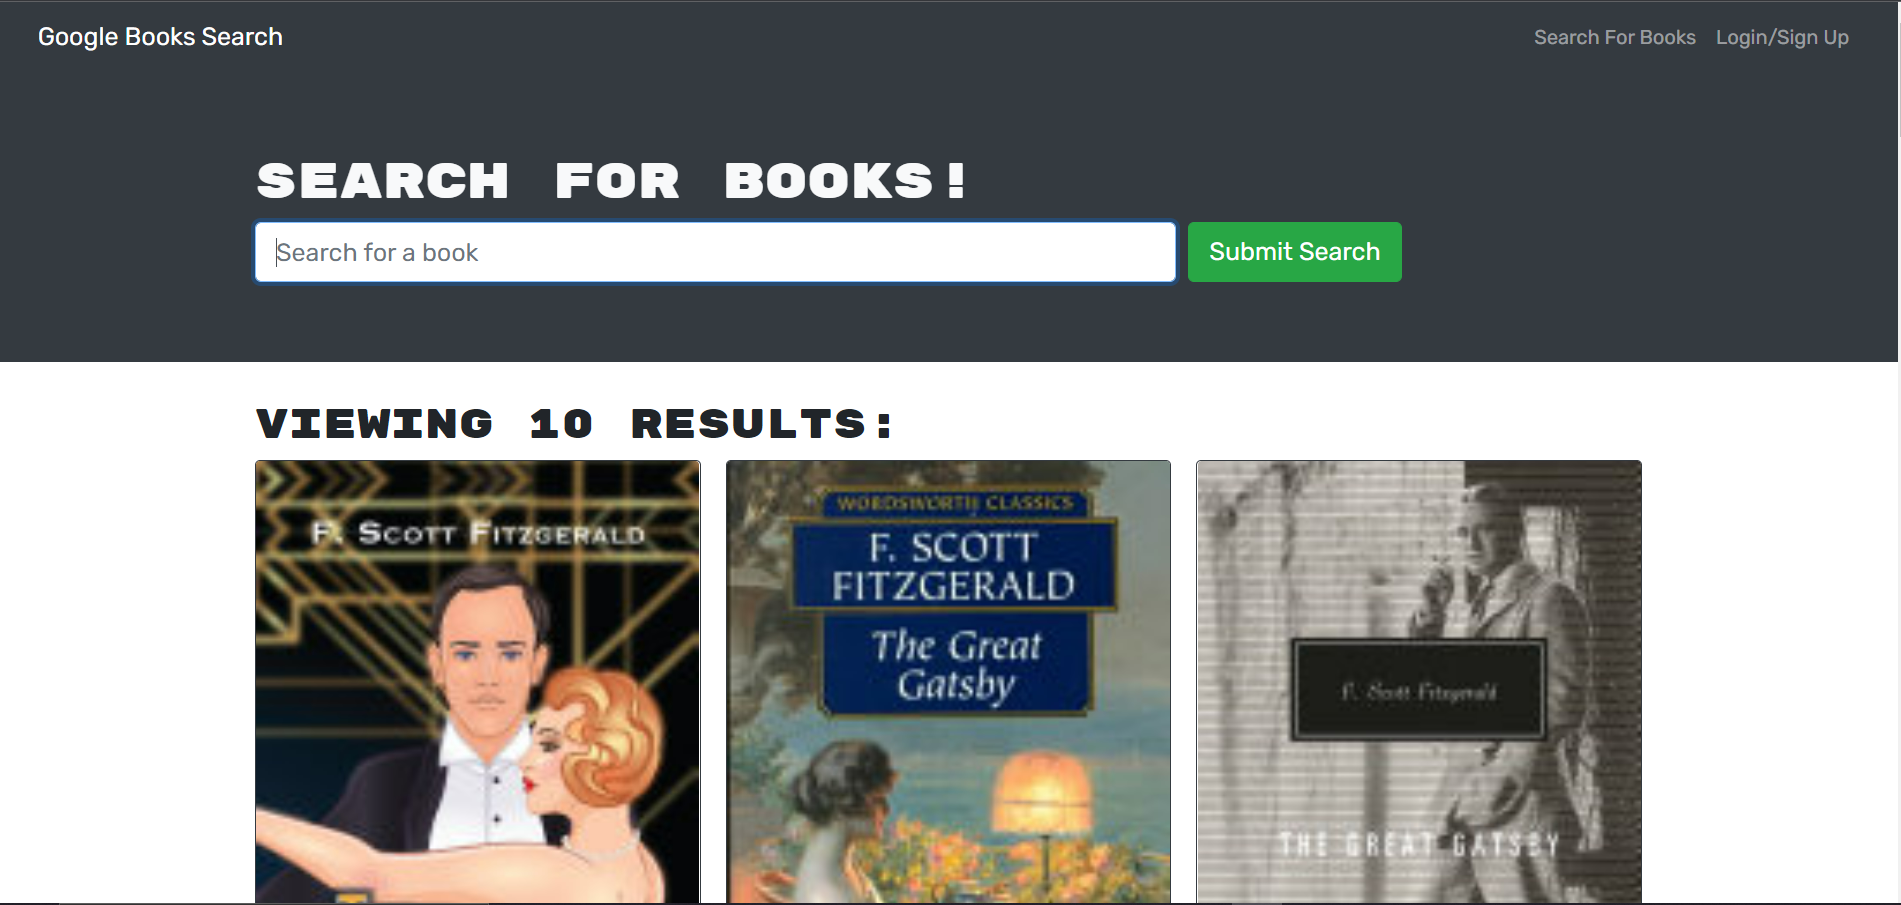 Google Books Search
Search For Books
Login/Sign Up
SEARCH FOR BOOKS!
Search for a book
Submit Search
VIEWING 10 RESULTS:
F. SCOTT FITZGERALD
WORDSWORTH CLASSICS
F. SCOTT
FITZGERALD
The Great
Gatsby
F. Scott Fitzgerald
THE GREAT GATSBY